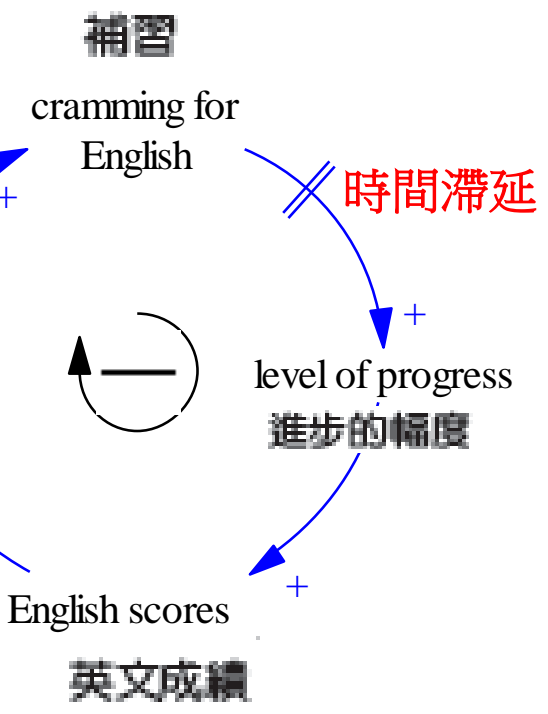 補習
cramming for
English
+
時間滯延
+
level of progress
進步的幅度
+
English scores
英文成績